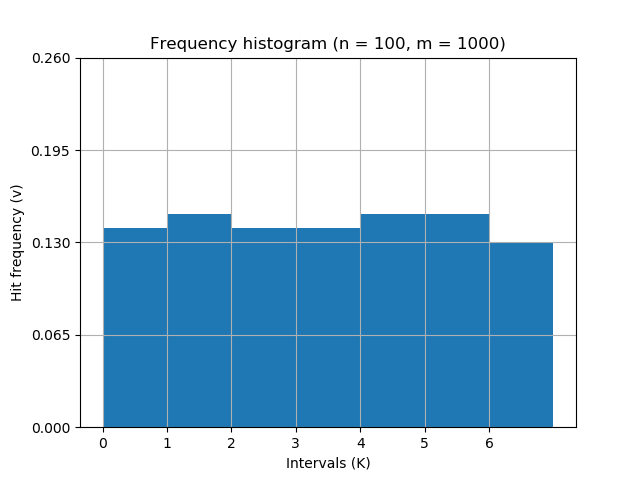 Frequency histogram (n = 100, m = 1000)
0.260
0.195
0.130
0.065
0.000
Hit frequency (v)
0 1 2 3 4 5 6
Intervals (K)